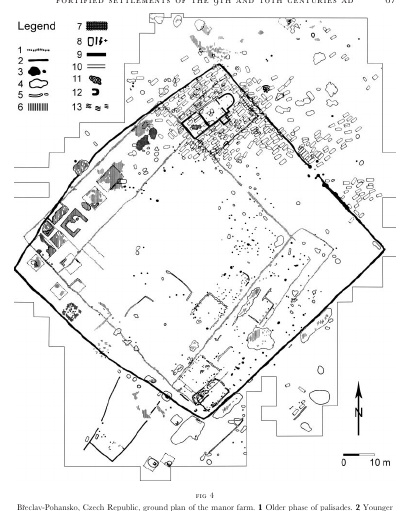 FORTIFIED SETTLEMENTS OF THE 9TH AND 10TH CENTURIES AD 67
Legend
1
2
3
4
5
6
7
8
9
10
11
12
13
N
0 10 m
FIG 4
Břeclav-Pohansko, Czech Republic, ground plan of the manor farm. 1 Older phase of palisades. 2 Younger